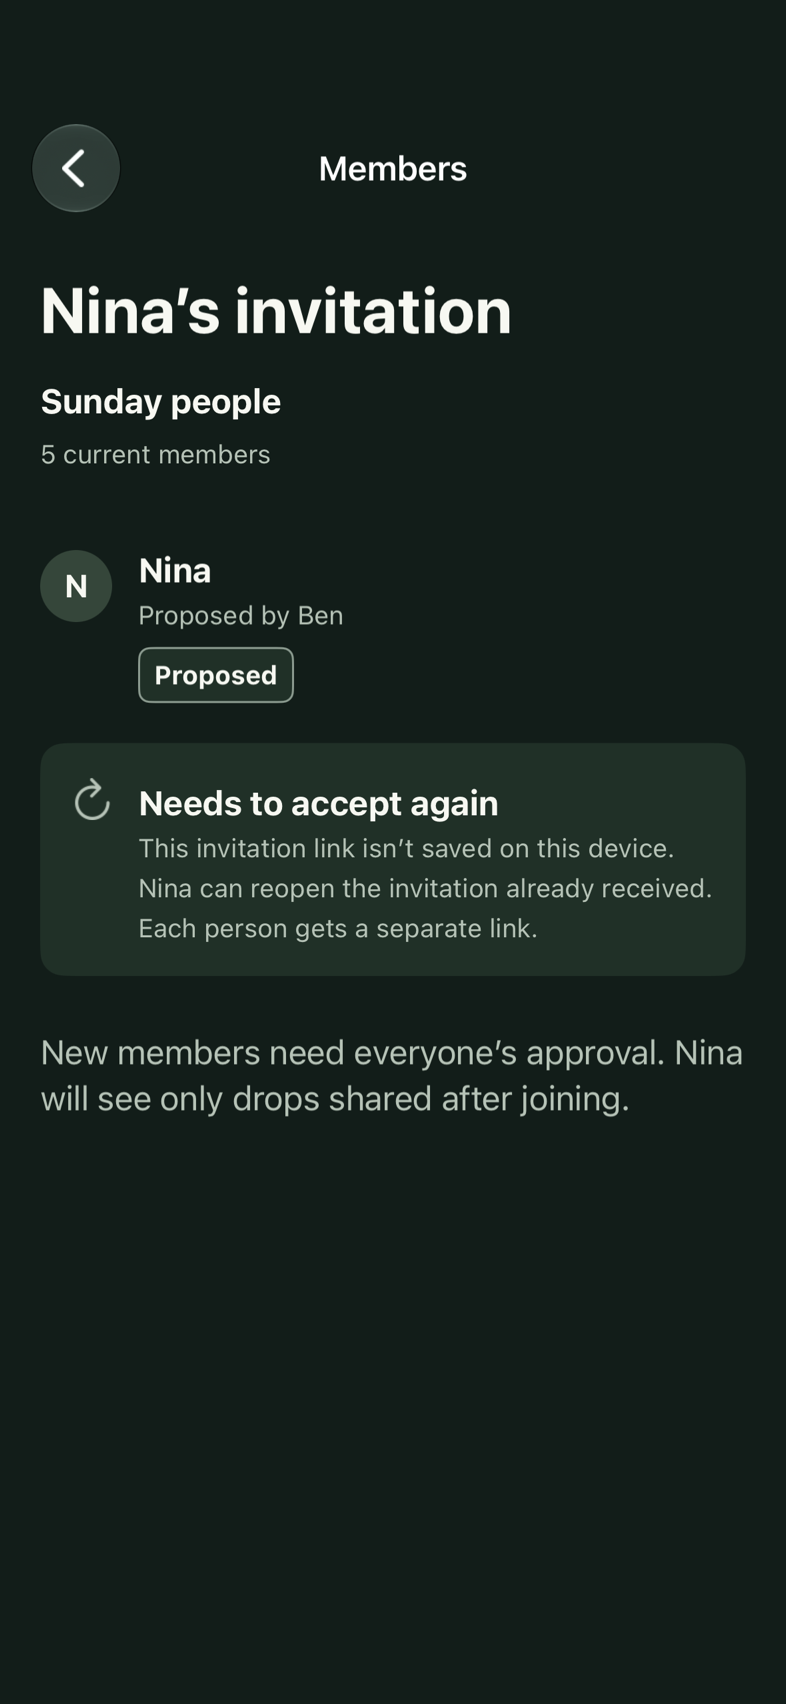 Members
Nina’s invitation
Sunday people
5 current members
N
Nina
Proposed by Ben
Proposed
Needs to accept again
This invitation link isn’t saved on this device.
Nina can reopen the invitation already received.
Each person gets a separate link.
New members need everyone’s approval. Nina
will see only drops shared after joining.